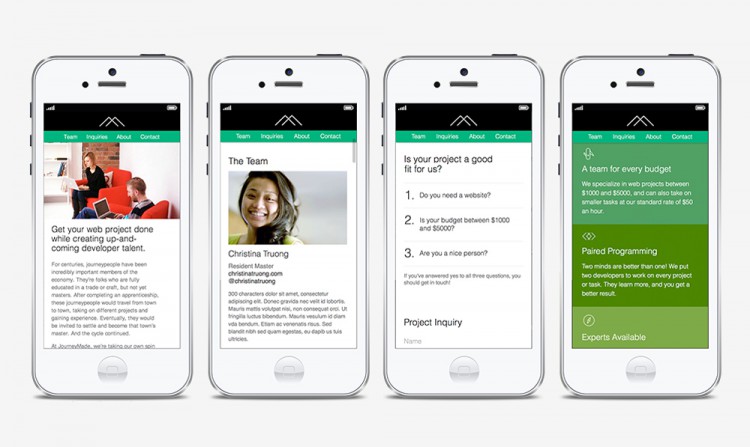 Team Inquiries About Contact
Get your web project done
while creating up-and-
coming developer talent.
For centuries, journeypeople have been
incredibly important members of the
economy. They're folks who are fully
educated in a trade or craft, but not yet
masters. After completing an apprenticeship,
these journeypeople would travel from town
to town, taking on different projects and
gaining experience. Eventually, they would
be invited to settle and become that town's
master. And the cycle continued.
At JourneyMade, we're taking our own spin
Team Inquiries About Contact
The Team
Christina Truong
Resident Master
christinatruong.com
@christinatruong
300 characters dolor sit amet, consectetur
adipiscing elit. Donec gravida nec velit id lobortis.
Mauris mattis volutpat nisi, non consequat orci. Ut
fringilla luctus bibendum. Mauris vesulum id diam
vda bendum. Etiam ac venenatis risus. Sed
blandit nibh sed quam egestas, eu dapib us luis
ultricies.
Team Inquiries About Contact
Is your project a good
fit for us?
1. Do you need a website?
2. Is your budget between $1000
and $5000?
3. Are you a nice person?
If you've answered yes to all three questions, you
should get in touch!
Project Inquiry
Name
Team Inquiries About Contact
A team for every budget
We specialize in web projects between
$1000 and $5000, and can also take on
smaller tasks at our standard rate of $50
an hour.
Paired Programming
Two minds are better than one! We put
two developers to work on every project
or task. They learn more, and you get a
better result.
Experts Available